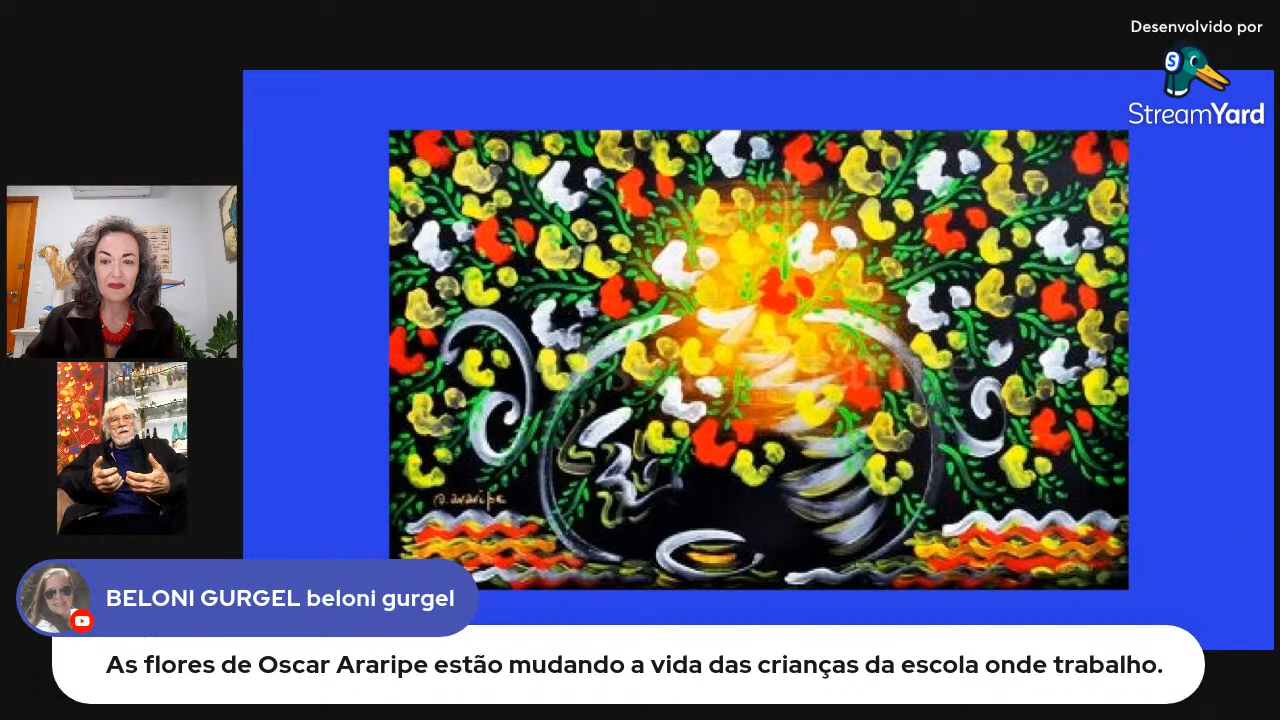 Desenvolvido por
StreamYard
o. araripe
BELONI GURGEL beloni gurgel
As flores de Oscar Araripe estão mudando a vida das crianças da escola onde trabalho.